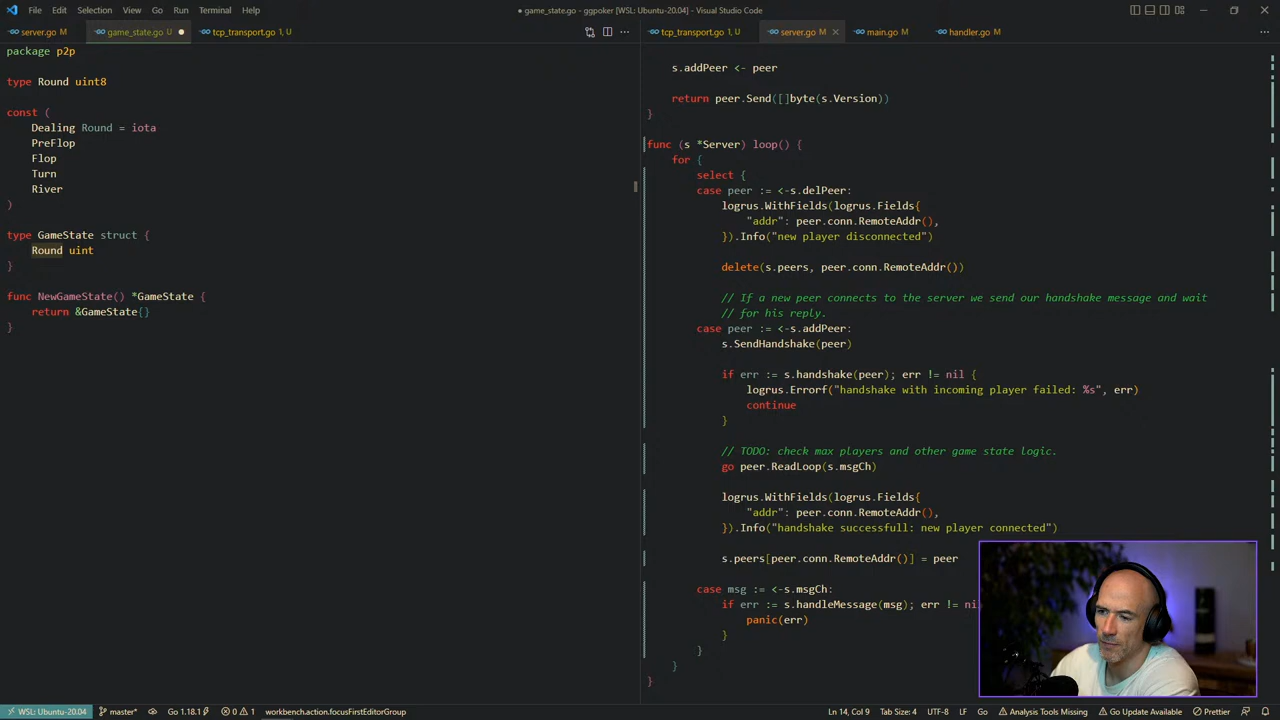 File Edit Selection View Go Run Terminal Help
● game_state.go - ggpoker [WSL: Ubuntu-20.04] - Visual Studio Code
server.go M
game_state.go U ●
tcp_transport.go 1, U
package p2p
type Round uint8
const (
Dealing Round = iota
PreFlop
Flop
Turn
River
)
type GameState struct {
Round uint
}
func NewGameState() *GameState {
return &GameState{}
}
tcp_transport.go 1, U
server.go M
main.go M
handler.go M
s.addPeer <- peer
return peer.Send([]byte(s.Version))
}
func (s *Server) loop() {
for {
select {
case peer := <-s.delPeer:
logrus.WithFields(logrus.Fields{
"addr": peer.conn.RemoteAddr(),
}).Info("new player disconnected")
delete(s.peers, peer.conn.RemoteAddr())
// If a new peer connects to the server we send our handshake message and wait
// for his reply.
case peer := <-s.addPeer:
s.SendHandshake(peer)
if err := s.handshake(peer); err != nil {
logrus.Errorf("handshake with incoming player failed: %s", err)
continue
}
// TODO: check max players and other game state logic.
go peer.ReadLoop(s.msgCh)
logrus.WithFields(logrus.Fields{
"addr": peer.conn.RemoteAddr(),
}).Info("handshake successfull: new player connected")
s.peers[peer.conn.RemoteAddr()] = peer
case msg := <-s.msgCh:
if err := s.handleMessage(msg); err != nil
panic(err)
}
}
}
}
WSL: Ubuntu-20.04 master* Go 1.18.1 0 1 workbench.action.focusFirstEditorGroup
Ln 14, Col 9 Tab Size: 4 UTF-8 LF Go Analysis Tools Missing Go Update Available Prettier